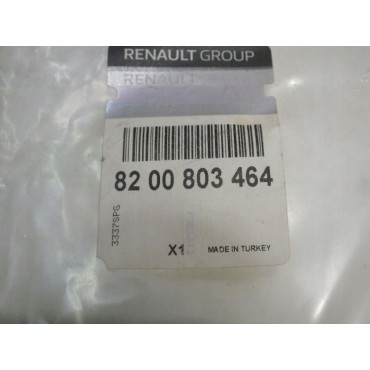 RENAULT GROUP
RENAULT
82 00 803 464
3337SPG
X1
MADE IN TURKEY